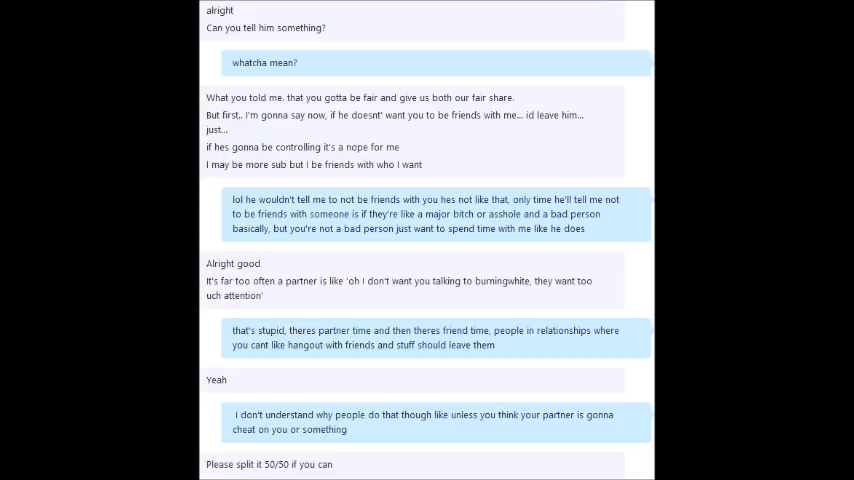 alright
Can you tell him something?
whatcha mean?
What you told me. that you gotta be fair and give us both our fair share.
But first.. I'm gonna say now, if he doesnt' want you to be friends with me... id leave him...
just...
if hes gonna be controlling it's a nope for me
I may be more sub but I be friends with who I want
lol he wouldn't tell me to not be friends with you hes not like that, only time he'll tell me not
to be friends with someone is if they're like a major bitch or asshole and a bad person
basically, but you're not a bad person just want to spend time with me like he does
Alright good
It's far too often a partner is like 'oh I don't want you talking to burningwhite, they want too
uch attention'
that's stupid, theres partner time and then theres friend time, people in relationships where
you cant like hangout with friends and stuff should leave them
Yeah
I don't understand why people do that though like unless you think your partner is gonna
cheat on you or something
Please split it 50/50 if you can